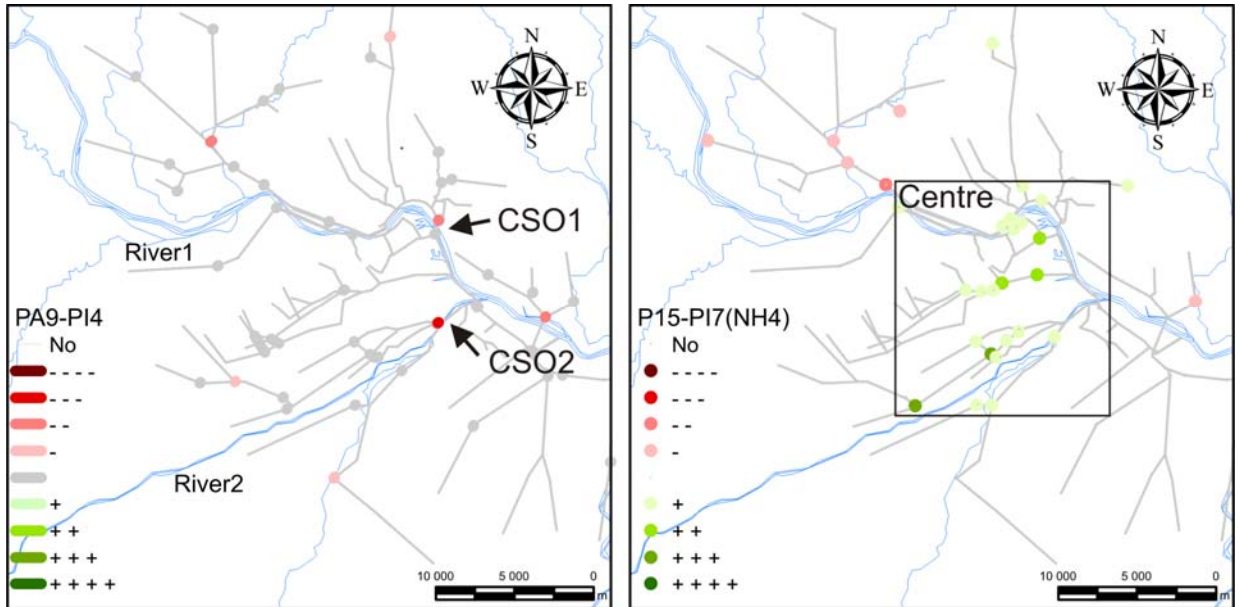 N
W E
S
CSO1
River1
PA9-PI4
No
- - - -
- - -
CSO2
- -
-
+
River2
+ +
+ + +
+ + + +
10 000 5 000 0
m
N
W E
S
Centre
P15-PI7(NH4)
No
- - - -
- - -
- -
-
+
+ +
+ + +
+ + + +
10 000 5 000 0
m